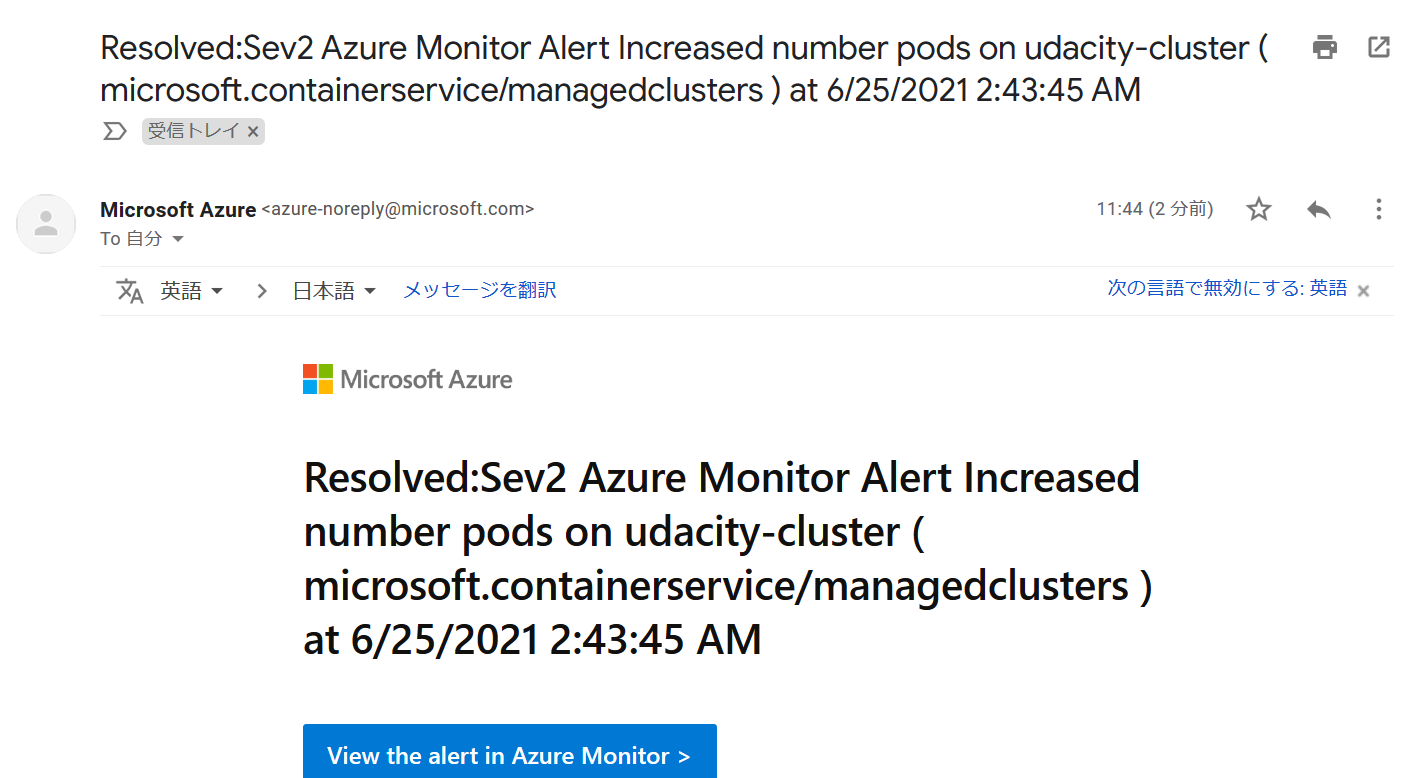 Resolved:Sev2 Azure Monitor Alert Increased number pods on udacity-cluster (
microsoft.containerservice/managedclusters ) at 6/25/2021 2:43:45 AM
受信トレイ ×
Microsoft Azure <azure-noreply@microsoft.com>
11:44 (2 分前)
To 自分
英語 > 日本語 メッセージを翻訳
次の言語で無効にする: 英語 ×
Microsoft Azure
Resolved:Sev2 Azure Monitor Alert Increased
number pods on udacity-cluster (
microsoft.containerservice/managedclusters )
at 6/25/2021 2:43:45 AM
View the alert in Azure Monitor >